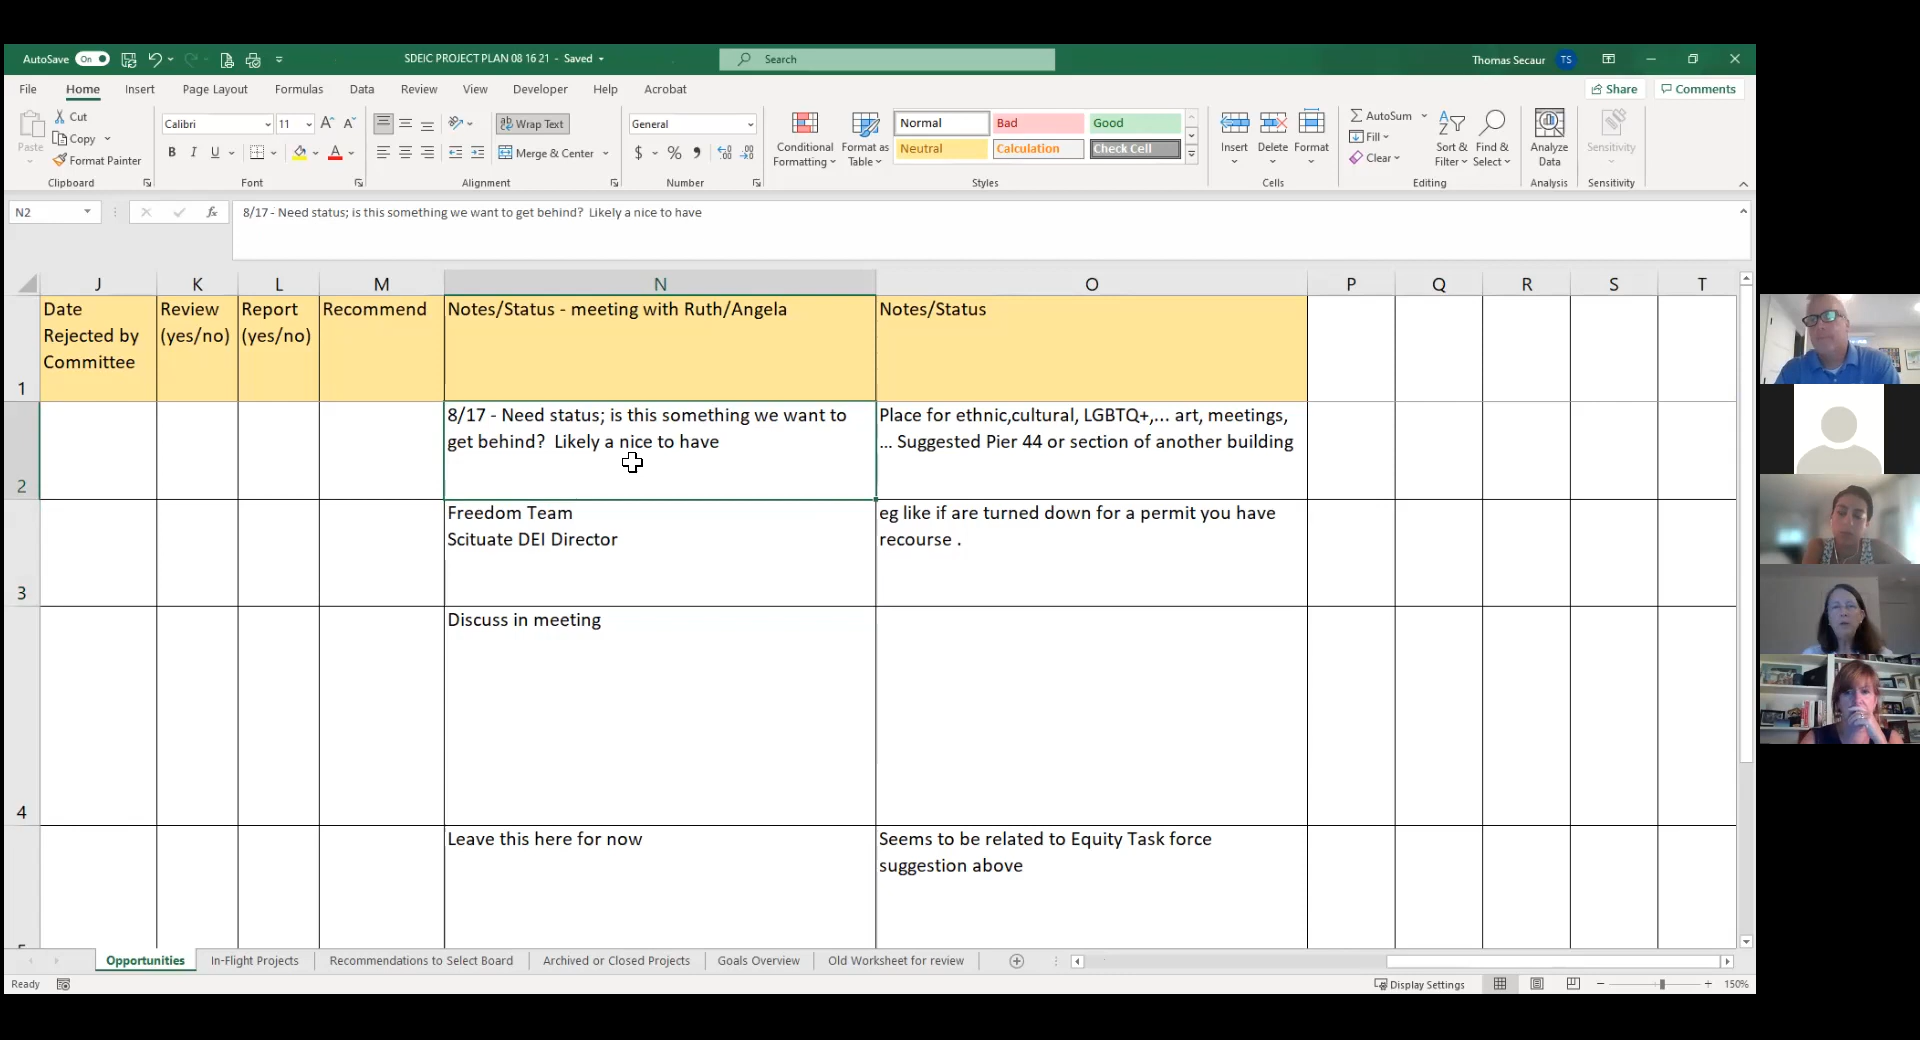 AutoSave On
SDEIC PROJECT PLAN 08 16 21 - Saved
Search
Thomas Secaur TS
File Home Insert Page Layout Formulas Data Review View Developer Help Acrobat
Share Comments
Paste
Cut
Copy
Format Painter
Clipboard
Calibri 11
B I U
Font
Wrap Text
Merge & Center
Alignment
General
$ % ,
Number
Conditional Formatting
Format as Table
Normal Bad Good
Neutral Calculation Check Cell
Styles
Insert Delete Format
Cells
AutoSum
Fill
Clear
Sort & Filter
Find & Select
Editing
Analyze Data
Analysis
Sensitivity
Sensitivity
N2
fx
8/17 - Need status; is this something we want to get behind?  Likely a nice to have
J K L M N O P Q R S T
1
Date
Rejected by
Committee
Review
(yes/no)
Report
(yes/no)
Recommend
Notes/Status - meeting with Ruth/Angela
Notes/Status
2
8/17 - Need status; is this something we want to
get behind?  Likely a nice to have
Place for ethnic,cultural, LGBTQ+,... art, meetings,
... Suggested Pier 44 or section of another building
3
Freedom Team
Scituate DEI Director
eg like if are turned down for a permit you have
recourse .
4
Discuss in meeting
Leave this here for now
Seems to be related to Equity Task force
suggestion above
Opportunities In-Flight Projects Recommendations to Select Board Archived or Closed Projects Goals Overview Old Worksheet for review
Ready
Display Settings
150%